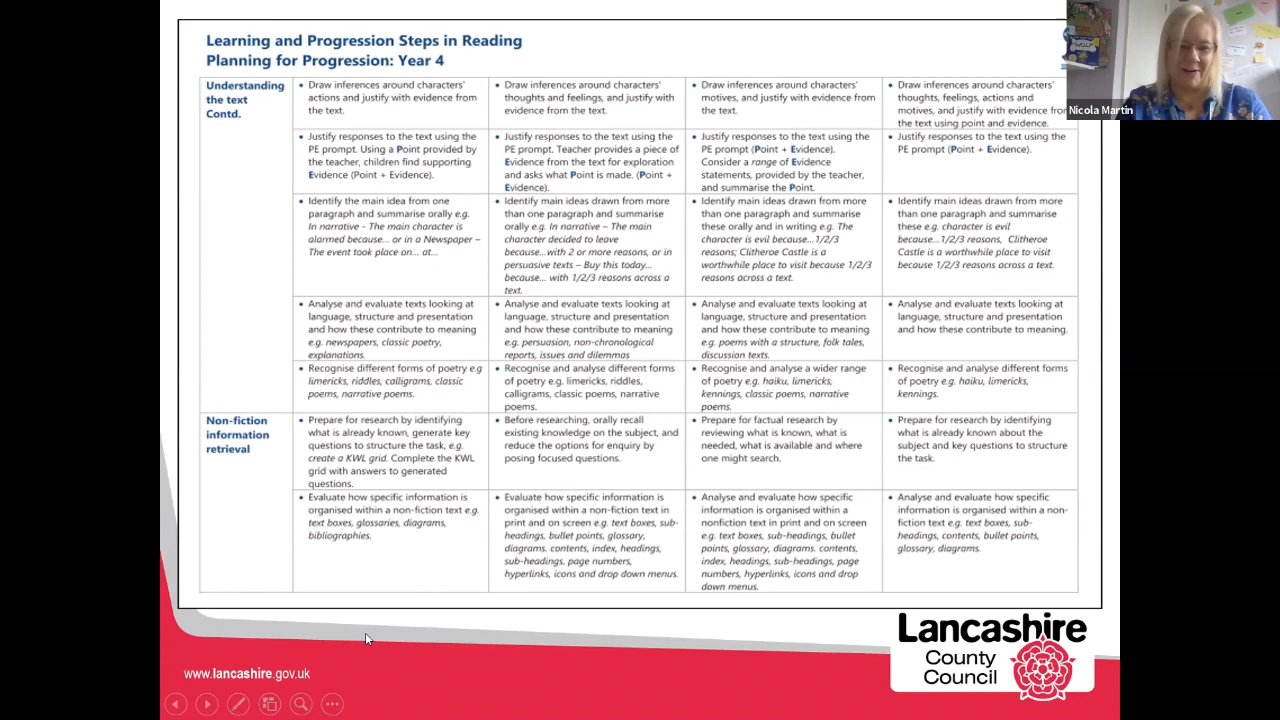 Learning and Progression Steps in Reading
Planning for Progression: Year 4
Understanding
the text
Contd.
• Draw inferences around characters'
actions and justify with evidence from
the text.
• Draw inferences around characters'
thoughts and feelings, and justify with
evidence from the text.
• Draw inferences around characters'
motives, and justify with evidence from
the text.
• Draw inferences around characters'
thoughts, feelings, actions and
motives, and justify with evidence from
the text using point and evidence.
• Justify responses to the text using the
PE prompt. Using a Point provided by
the teacher, children find supporting
Evidence (Point + Evidence).
• Justify responses to the text using the
PE prompt. Teacher provides a piece of
Evidence from the text for exploration
and asks what Point is made. (Point +
Evidence).
• Justify responses to the text using the
PE prompt (Point + Evidence).
Consider a range of Evidence
statements, provided by the teacher,
and summarise the Point.
• Justify responses to the text using the
PE prompt (Point + Evidence).
• Identify the main idea from one
paragraph and summarise orally e.g.
In narrative - The main character is
alarmed because... or in a Newspaper –
The event took place on... at...
• Identify main ideas drawn from more
than one paragraph and summarise
orally e.g. In narrative – The main
character decided to leave
because...with 2 or more reasons, or in
persuasive texts – Buy this today...
because... with 1/2/3 reasons across a
text.
• Identify main ideas drawn from more
than one paragraph and summarise
these orally and in writing e.g. The
character is evil because...1/2/3
reasons; Clitheroe Castle is a
worthwhile place to visit because 1/2/3
reasons across a text.
• Identify main ideas drawn from more
than one paragraph and summarise
these e.g. character is evil
because...1/2/3 reasons, Clitheroe
Castle is a worthwhile place to visit
because 1/2/3 reasons across a text.
• Analyse and evaluate texts looking at
language, structure and presentation
and how these contribute to meaning
e.g. newspapers, classic poetry,
explanations.
• Analyse and evaluate texts looking at
language, structure and presentation
and how these contribute to meaning
e.g. persuasion, non-chronological
reports, issues and dilemmas
• Analyse and evaluate texts looking at
language, structure and presentation
and how these contribute to meaning
e.g. poems with a structure, folk tales,
discussion texts.
• Analyse and evaluate texts looking at
language, structure and presentation
and how these contribute to meaning.
• Recognise different forms of poetry e.g
limericks, riddles, calligrams, classic
poems, narrative poems.
• Recognise and analyse different forms
of poetry e.g. limericks, riddles,
calligrams, classic poems, narrative
poems.
• Recognise and analyse a wider range
of poetry e.g. haiku, limericks,
kennings, classic poems, narrative
poems.
• Recognise and analyse different forms
of poetry e.g. haiku, limericks,
kennings.
Non-fiction
information
retrieval
• Prepare for research by identifying
what is already known, generate key
questions to structure the task, e.g.
create a KWL grid. Complete the KWL
grid with answers to generated
questions.
• Before researching, orally recall
existing knowledge on the subject, and
reduce the options for enquiry by
posing focused questions.
• Prepare for factual research by
reviewing what is known, what is
needed, what is available and where
one might search.
• Prepare for research by identifying
what is already known about the
subject and key questions to structure
the task.
• Evaluate how specific information is
organised within a non-fiction text e.g.
text boxes, glossaries, diagrams,
bibliographies.
• Evaluate how specific information is
organised within a non-fiction text in
print and on screen e.g. text boxes, sub-
headings, bullet points, glossary,
diagrams. contents, index, headings,
sub-headings, page numbers,
hyperlinks, icons and drop down menus.
• Analyse and evaluate how specific
information is organised within a
nonfiction text in print and on screen
e.g. text boxes, sub-headings, bullet
points, glossary, diagrams. contents,
index, headings, sub-headings, page
numbers, hyperlinks, icons and drop
down menus.
• Analyse and evaluate how specific
information is organised within a non-
fiction text e.g. text boxes, sub-
headings, contents, bullet points,
glossary, diagrams.
Nicola Martin
www.lancashire.gov.uk
Lancashire
County
Council